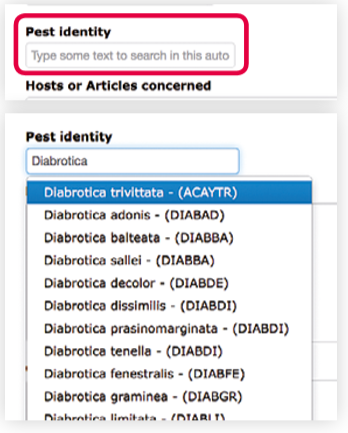 Pest identity
Type some text to search in this auto
Hosts or Articles concerned
Pest identity
Diabrotica
Diabrotica trivittata - (ACAYTR)
Diabrotica adonis - (DIABAD)
Diabrotica balteata - (DIABBA)
Diabrotica sallei - (DIABBA)
Diabrotica decolor - (DIABDE)
Diabrotica dissimilis - (DIABDI)
Diabrotica prasinomarginata - (DIABDI)
Diabrotica tenella - (DIABDI)
Diabrotica fenestralis - (DIABFE)
Diabrotica graminea - (DIABGR)
Diabrotica limitata - (DIABLI)